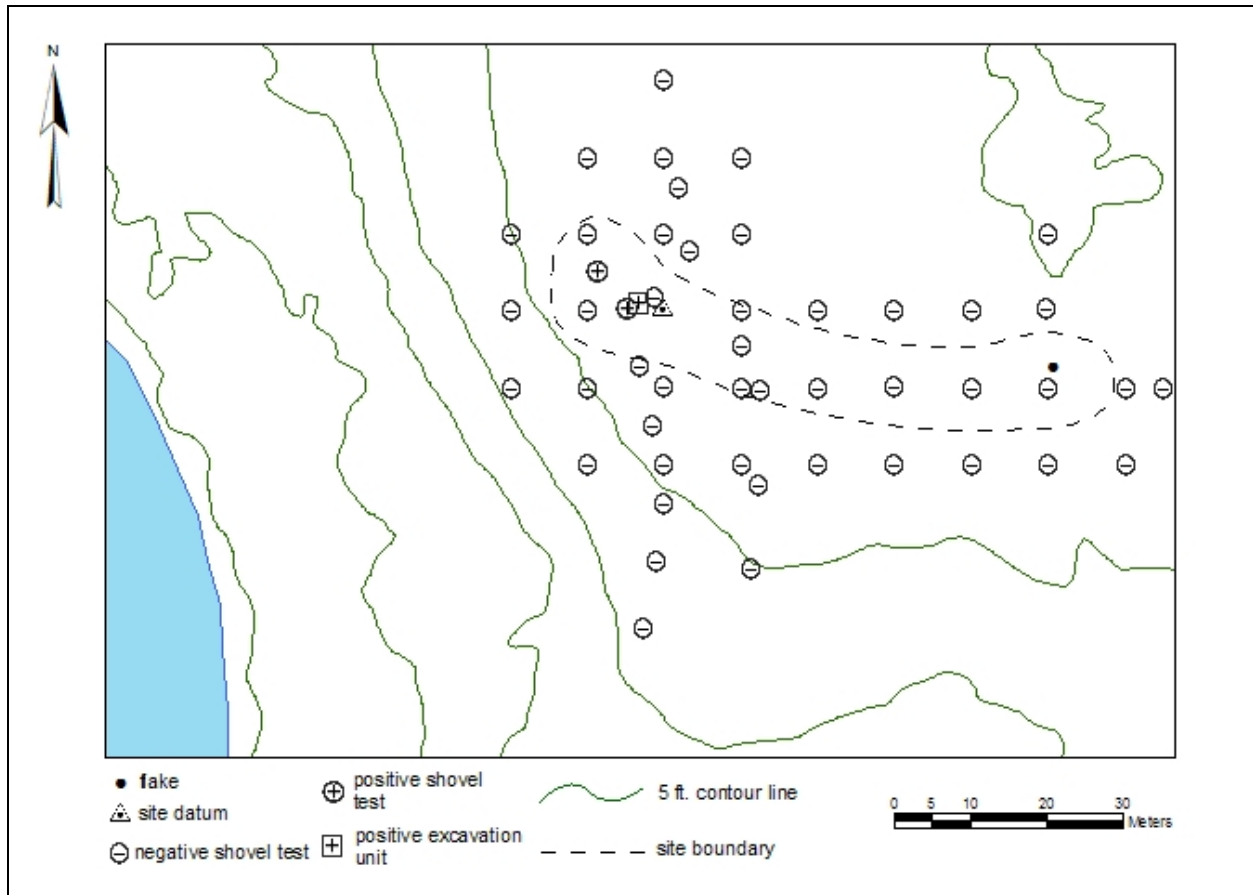 N
fake
site datum
negative shovel test
positive shovel
test
positive excavation
unit
5 ft. contour line
site boundary
0 5 10 20 30
Meters